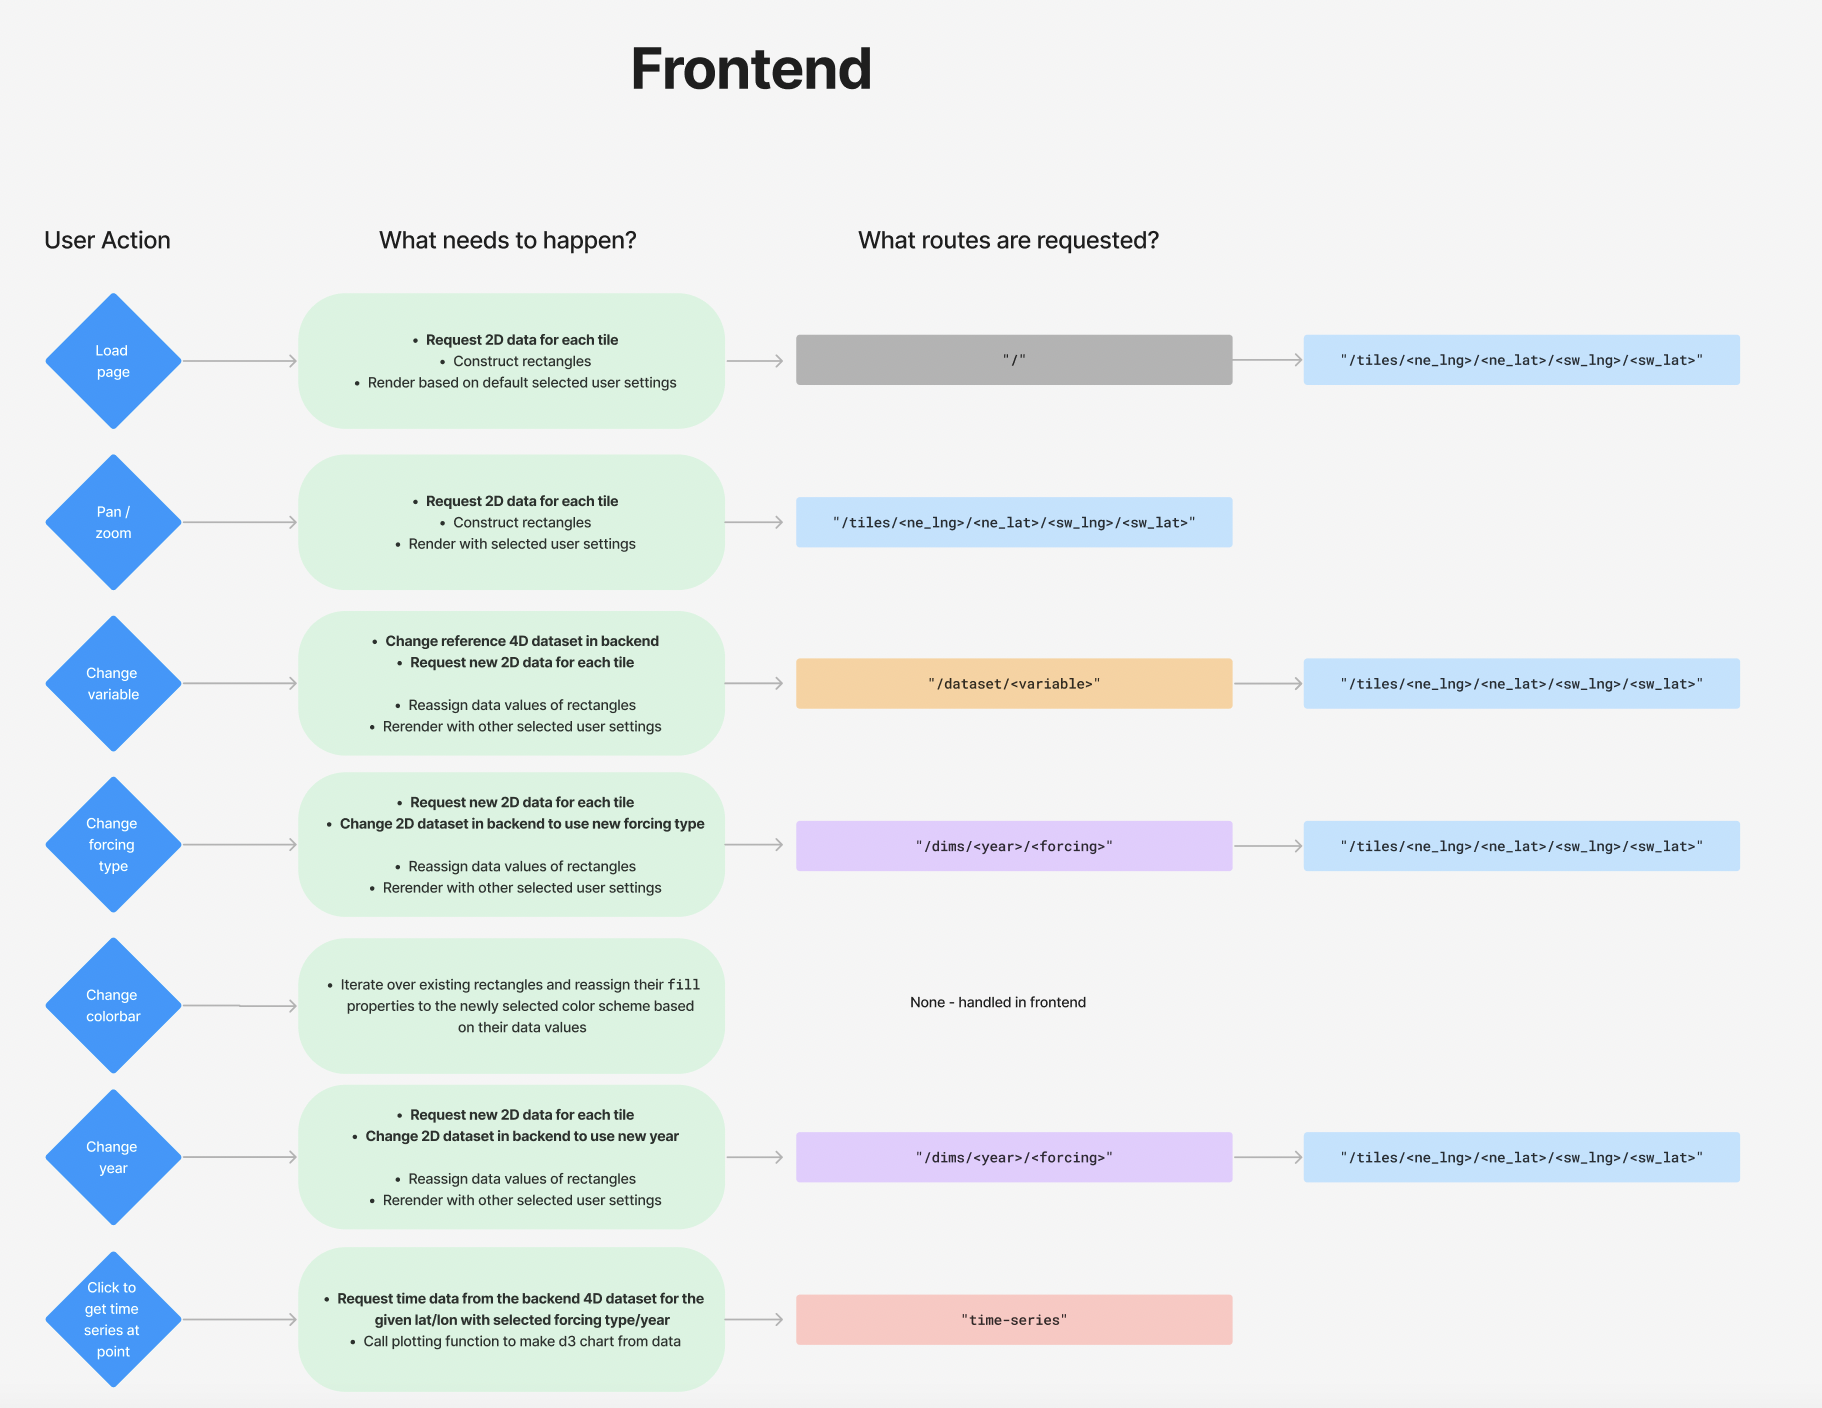 Frontend
User Action
What needs to happen?
What routes are requested?
Load
page
• Request 2D data for each tile
• Construct rectangles
• Render based on default selected user settings
"/"
"/tiles/<ne_lng>/<ne_lat>/<sw_lng>/<sw_lat>"
Pan /
zoom
• Request 2D data for each tile
• Construct rectangles
• Render with selected user settings
"/tiles/<ne_lng>/<ne_lat>/<sw_lng>/<sw_lat>"
Change
variable
• Change reference 4D dataset in backend
• Request new 2D data for each tile
• Reassign data values of rectangles
• Rerender with other selected user settings
"/dataset/<variable>"
"/tiles/<ne_lng>/<ne_lat>/<sw_lng>/<sw_lat>"
Change
forcing
type
• Request new 2D data for each tile
• Change 2D dataset in backend to use new forcing type
• Reassign data values of rectangles
• Rerender with other selected user settings
"/dims/<year>/<forcing>"
"/tiles/<ne_lng>/<ne_lat>/<sw_lng>/<sw_lat>"
Change
colorbar
• Iterate over existing rectangles and reassign their fill
properties to the newly selected color scheme based
on their data values
None - handled in frontend
Change
year
• Request new 2D data for each tile
• Change 2D dataset in backend to use new year
• Reassign data values of rectangles
• Rerender with other selected user settings
"/dims/<year>/<forcing>"
"/tiles/<ne_lng>/<ne_lat>/<sw_lng>/<sw_lat>"
Click to
get time
series at
point
• Request time data from the backend 4D dataset for the
given lat/lon with selected forcing type/year
• Call plotting function to make d3 chart from data
"time-series"